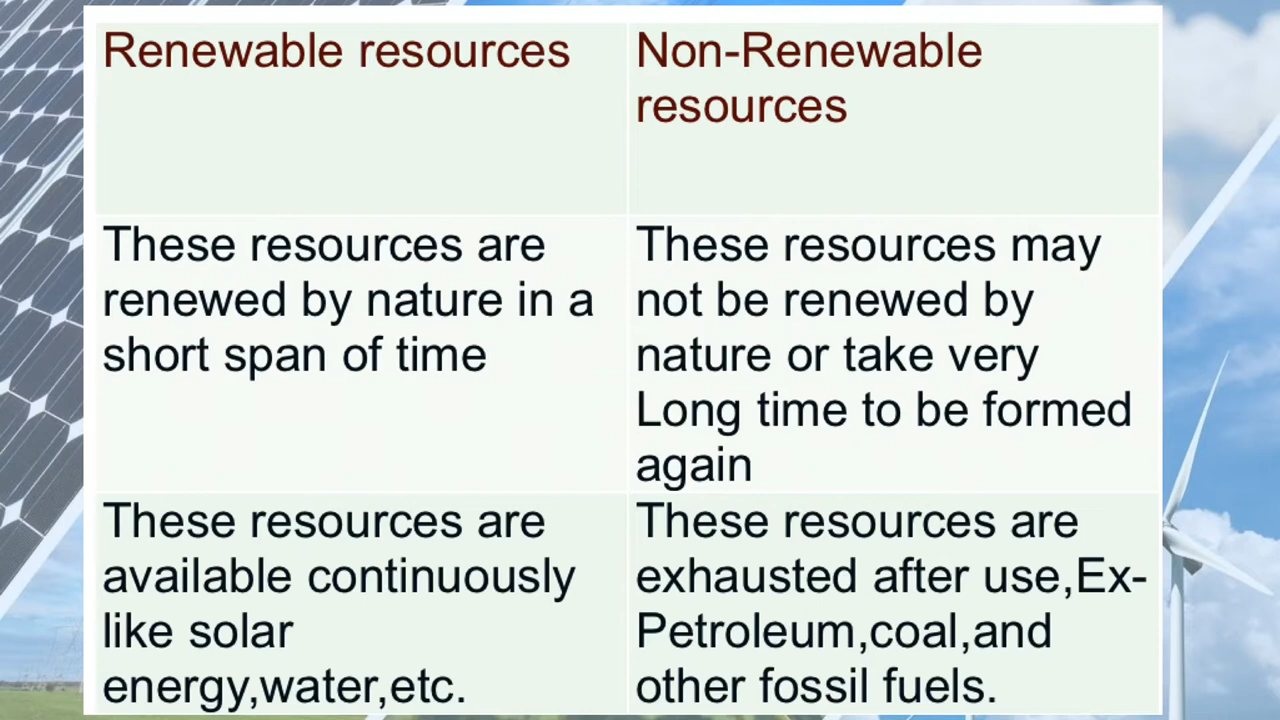 Renewable resources
Non-Renewable
resources
These resources are
renewed by nature in a
short span of time
These resources may
not be renewed by
nature or take very
Long time to be formed
again
These resources are
available continuously
like solar
energy,water,etc.
These resources are
exhausted after use,Ex-
Petroleum,coal,and
other fossil fuels.